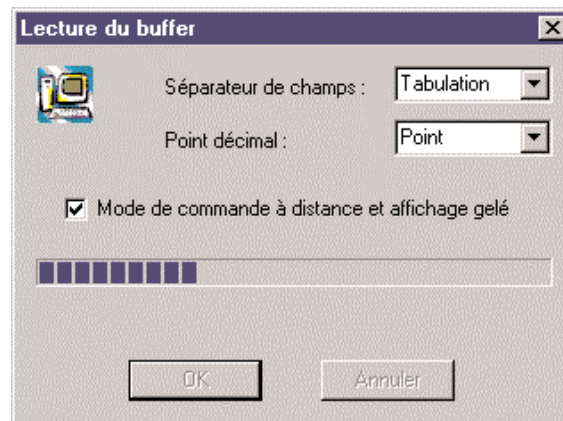 Lecture du buffer
Séparateur de champs :
Tabulation
Point décimal :
Point
Mode de commande à distance et affichage gelé
OK
Annuler